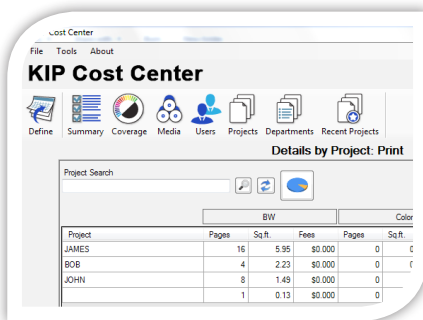 Cost Center
File Tools About
KIP Cost Center
Define Summary Coverage Media Users Projects Departments Recent Projects
Details by Project: Print
Project Search
BW Color
Project Pages Sq.ft. Fees Pages Sq.ft.
JAMES 16 5.95 $0.000 0
BOB 4 2.23 $0.000 0
JOHN 8 1.49 $0.000 0
1 0.13 $0.000 0